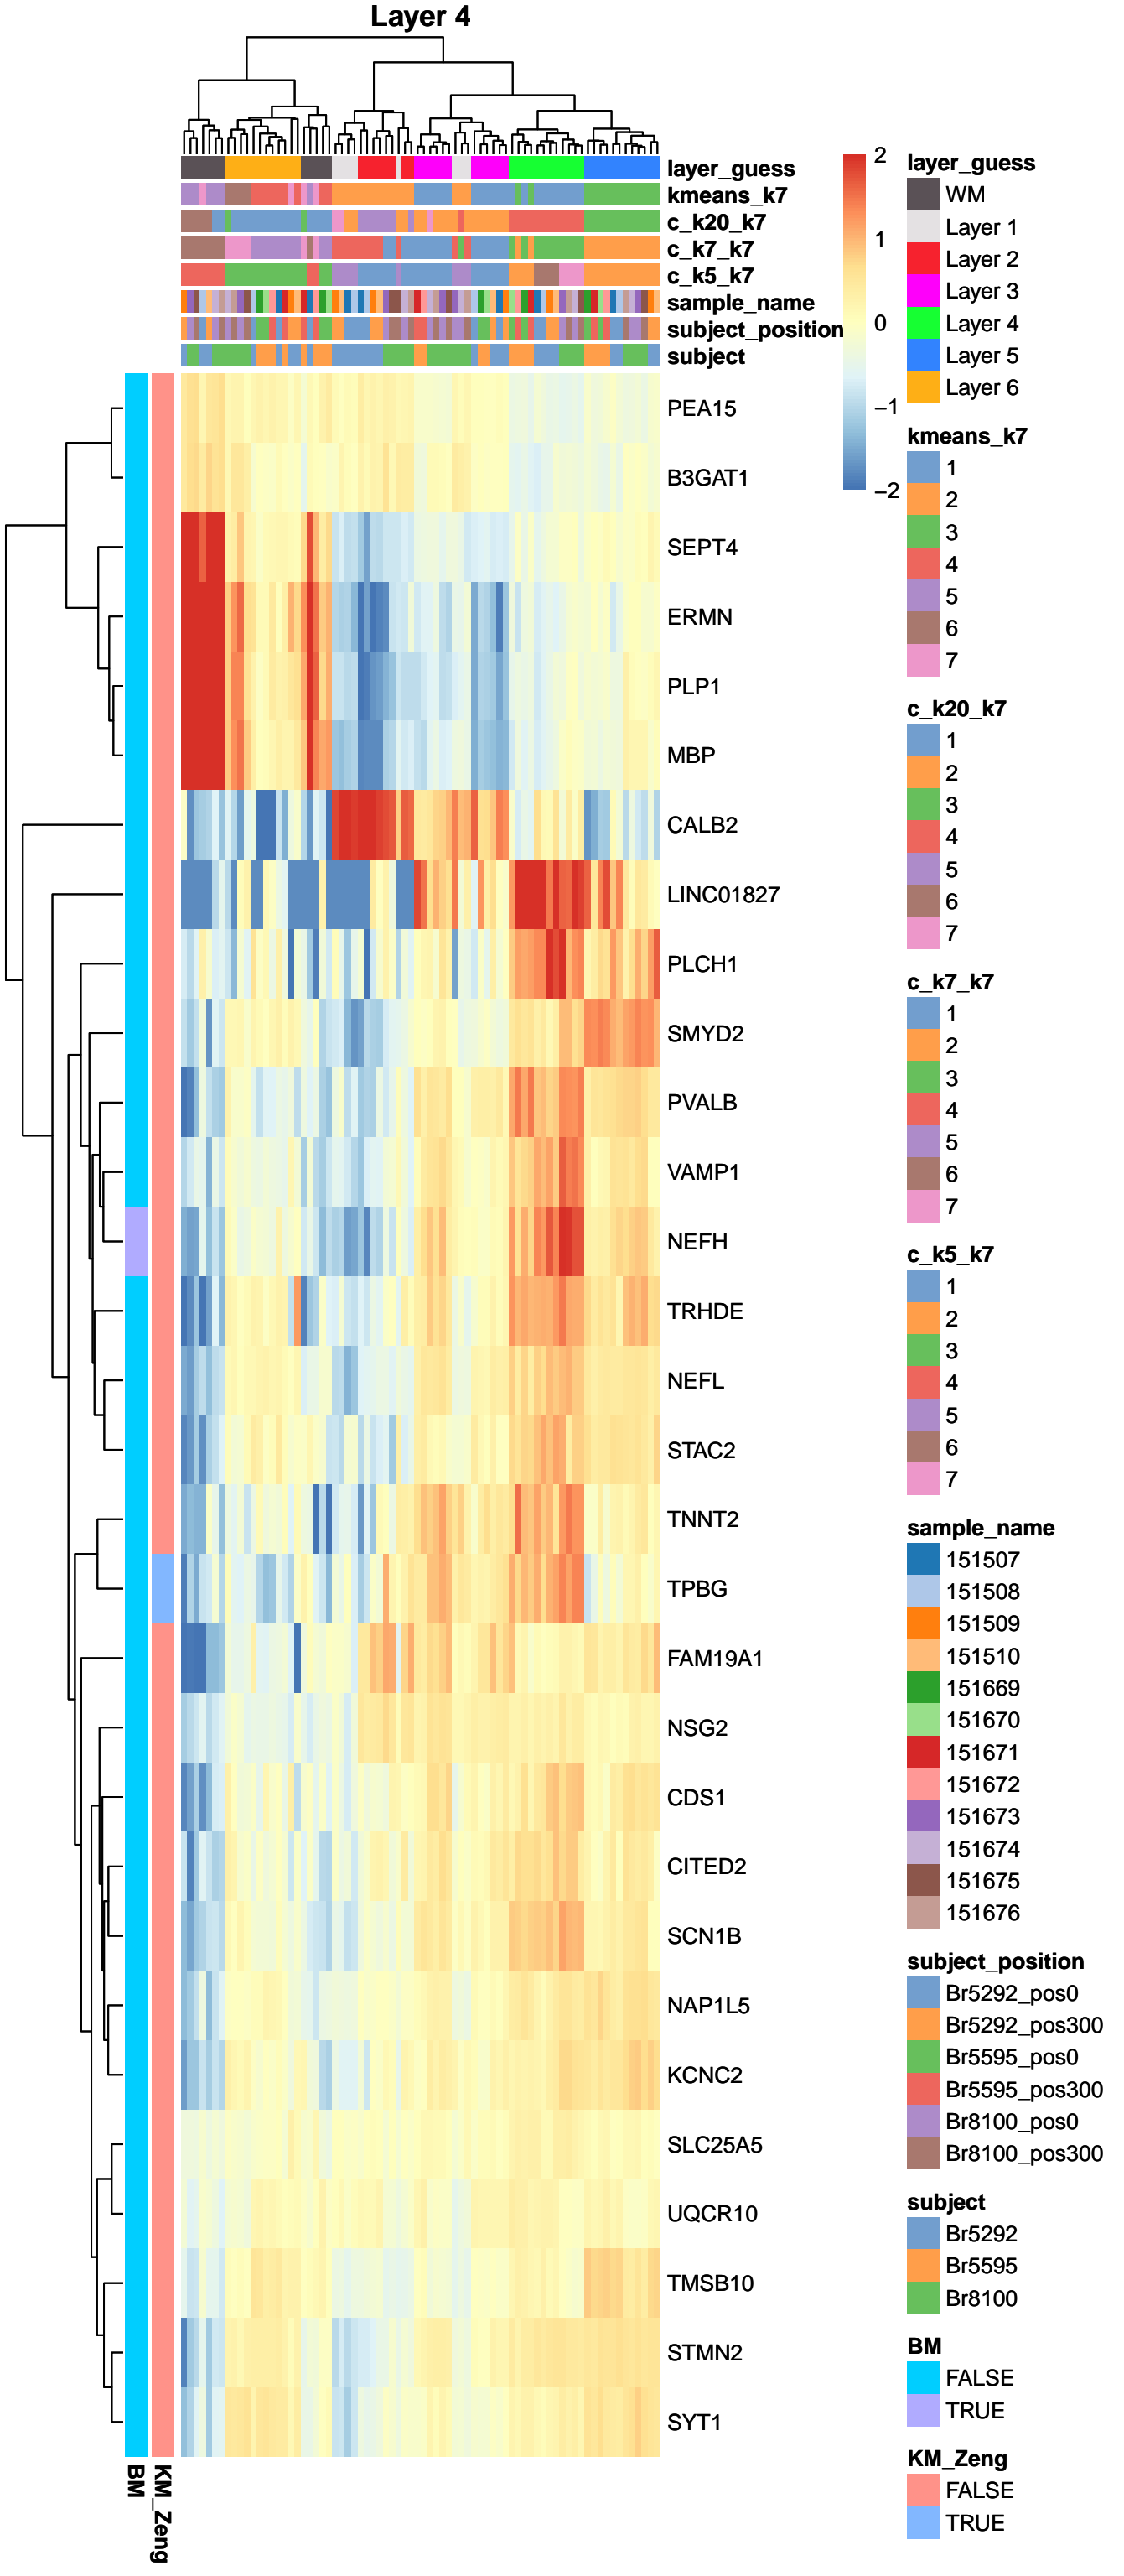 Layer 4
layer_guess
kmeans_k7
c_k20_k7
c_k7_k7
c_k5_k7
sample_name
subject_position
subject
PEA15
B3GAT1
SEPT4
ERMN
PLP1
MBP
CALB2
LINC01827
PLCH1
SMYD2
PVALB
VAMP1
NEFH
TRHDE
NEFL
STAC2
TNNT2
TPBG
FAM19A1
NSG2
CDS1
CITED2
SCN1B
NAP1L5
KCNC2
SLC25A5
UQCR10
TMSB10
STMN2
SYT1
BM
KM_Zeng
2
1
0
−1
−2
layer_guess
WM
Layer 1
Layer 2
Layer 3
Layer 4
Layer 5
Layer 6
kmeans_k7
1
2
3
4
5
6
7
c_k20_k7
1
2
3
4
5
6
7
c_k7_k7
1
2
3
4
5
6
7
c_k5_k7
1
2
3
4
5
6
7
sample_name
151507
151508
151509
151510
151669
151670
151671
151672
151673
151674
151675
151676
subject_position
Br5292_pos0
Br5292_pos300
Br5595_pos0
Br5595_pos300
Br8100_pos0
Br8100_pos300
subject
Br5292
Br5595
Br8100
BM
FALSE
TRUE
KM_Zeng
FALSE
TRUE